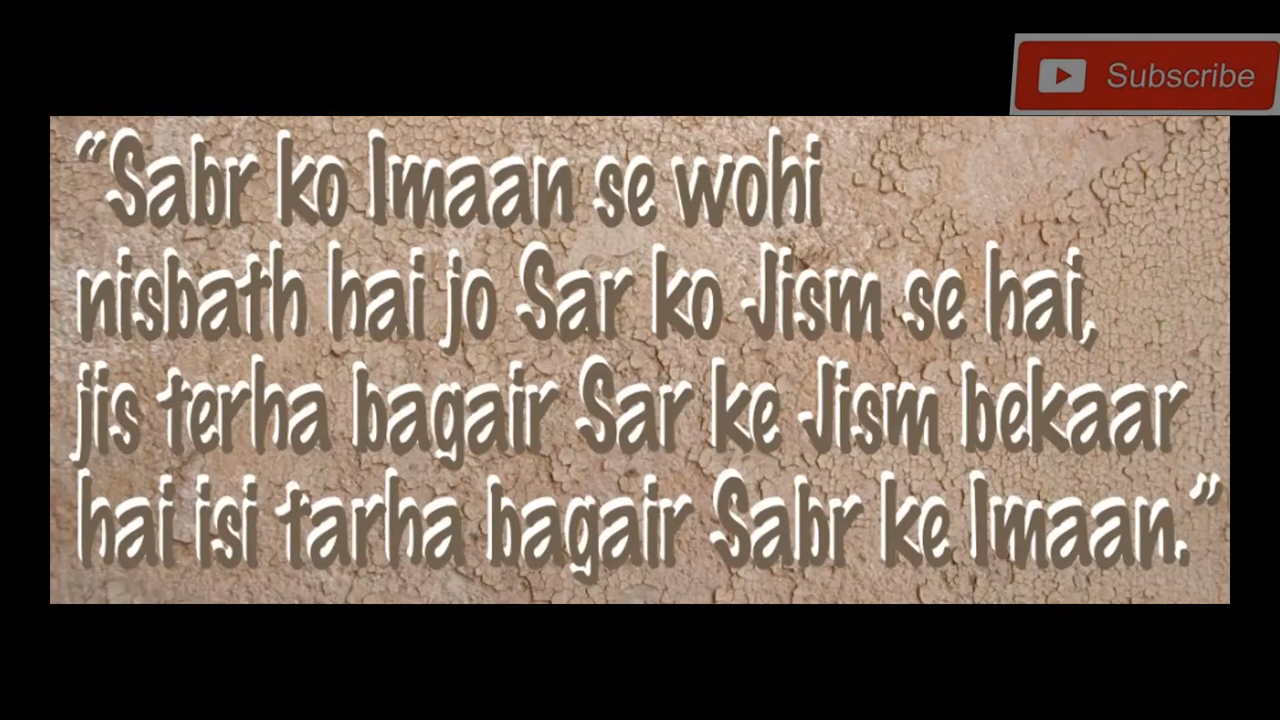 Subscribe
“Sabr ko Imaan se wohi
nisbath hai jo Sar ko Jism se hai,
jis terha bagair Sar ke Jism bekaar
hai isi tarha bagair Sabr ke Imaan.”